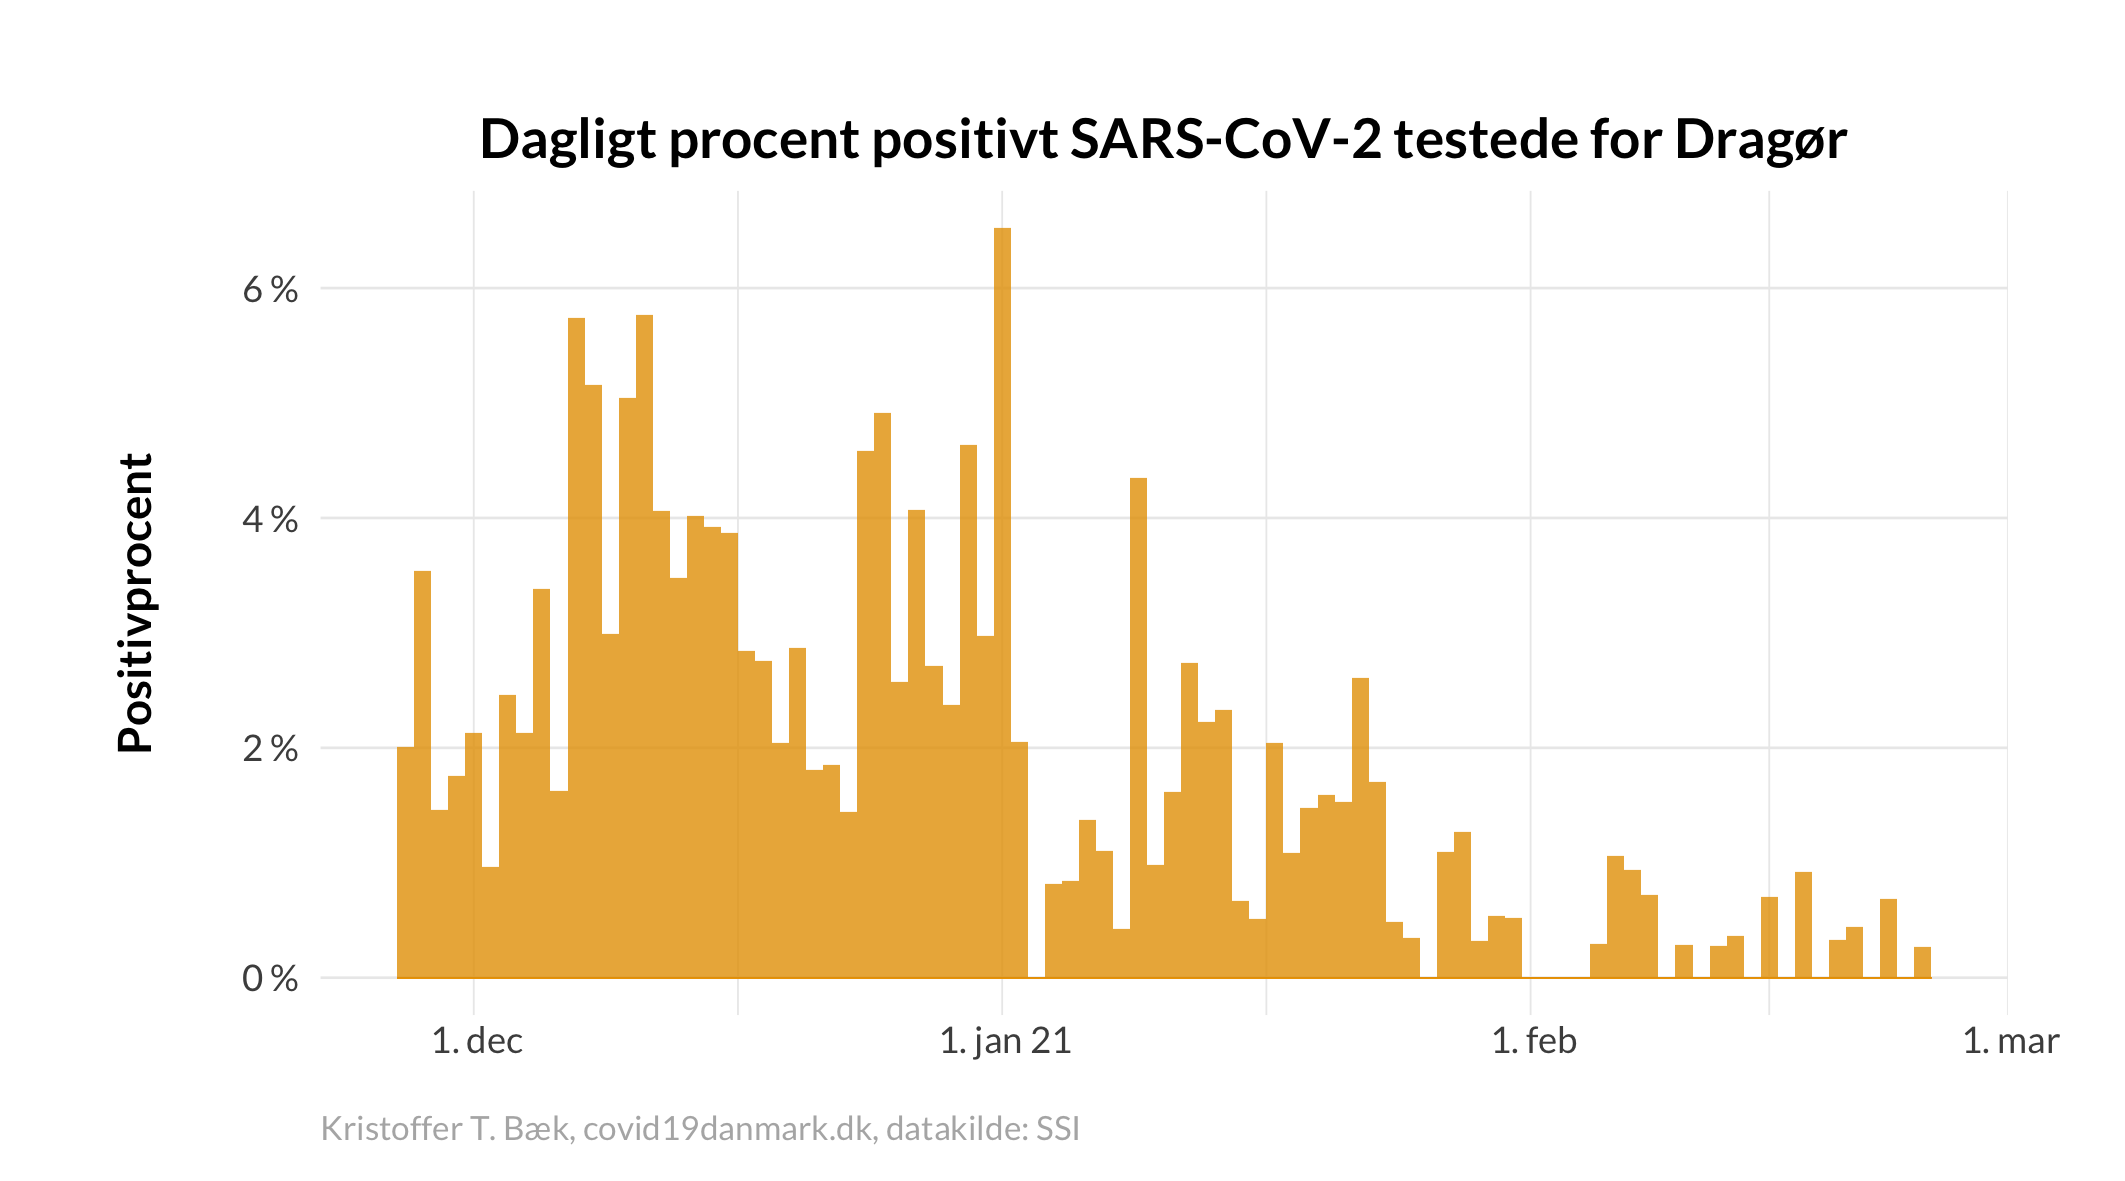 Dagligt procent positivt SARS-CoV-2 testede for Dragør
Positivprocent
6 %
4 %
2 %
0 %
1. dec
1. jan 21
1. feb
1. mar
Kristoffer T. Bæk, covid19danmark.dk, datakilde: SSI